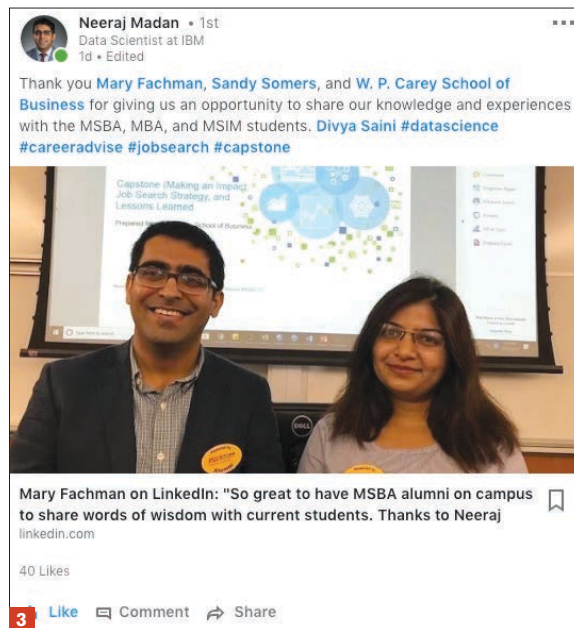 Neeraj Madan • 1st
Data Scientist at IBM
1d • Edited
Thank you Mary Fachman, Sandy Somers, and W. P. Carey School of
Business for giving us an opportunity to share our knowledge and experiences
with the MSBA, MBA, and MSIM students. Divya Saini #datascience
#careeradvise #jobsearch #capstone
Capstone (Making an Impact)
Job Search Strategy, and
Lessons Learned
School of Business
DELL
Mary Fachman on LinkedIn: "So great to have MSBA alumni on campus
to share words of wisdom with current students. Thanks to Neeraj
linkedin.com
40 Likes
Like Comment Share
3